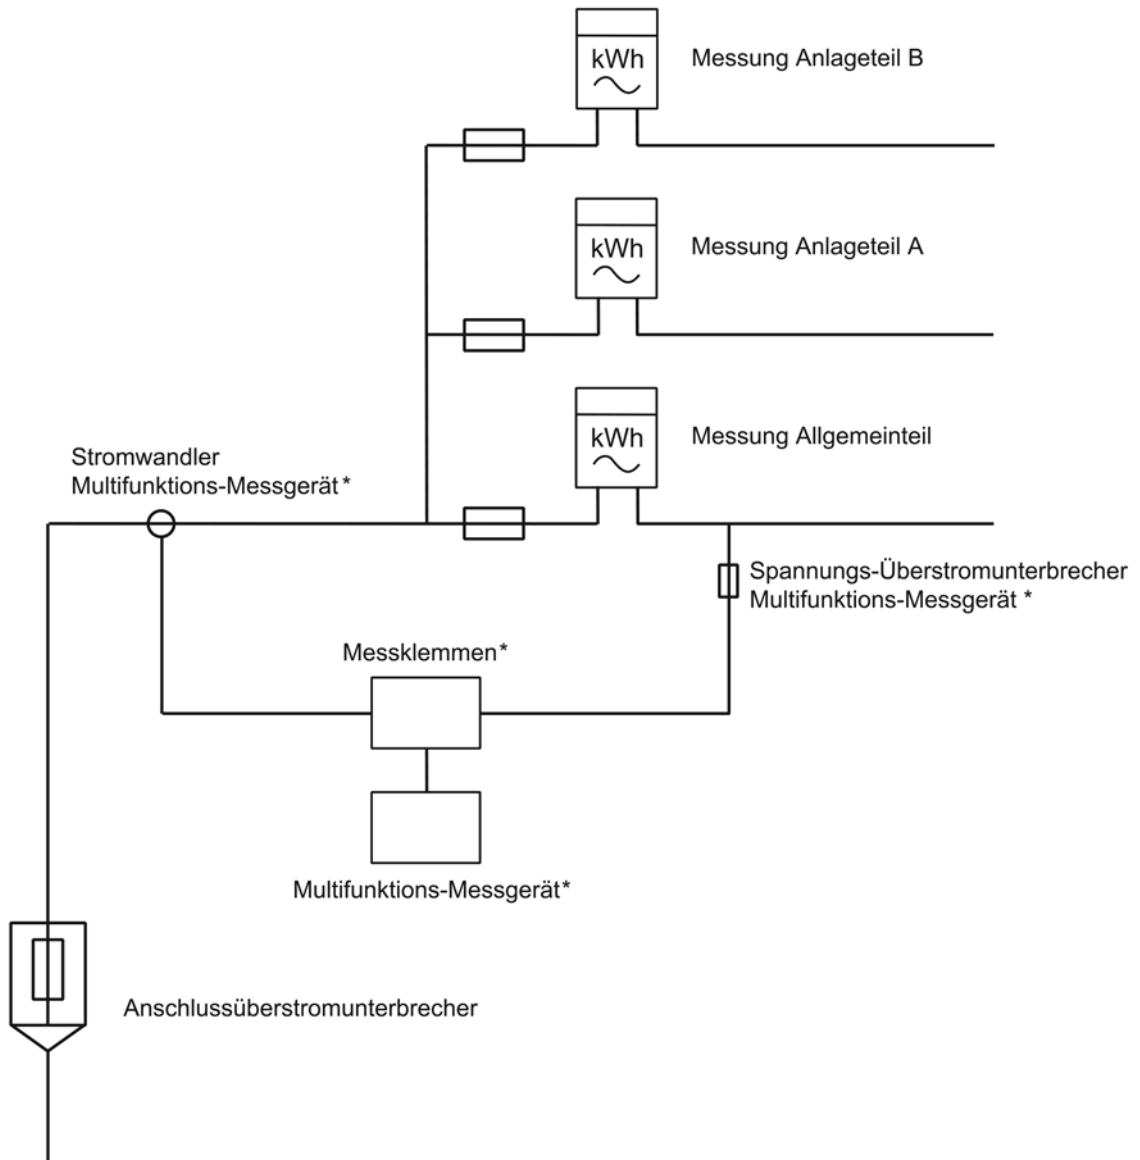 kWh
Messung Anlageteil B
kWh
Messung Anlageteil A
kWh
Messung Allgemeinteil
Stromwandler
Multifunktions-Messgerät*
Spannungs-Überstromunterbrecher
Multifunktions-Messgerät *
Messklemmen*
Multifunktions-Messgerät*
Anschlussüberstromunterbrecher